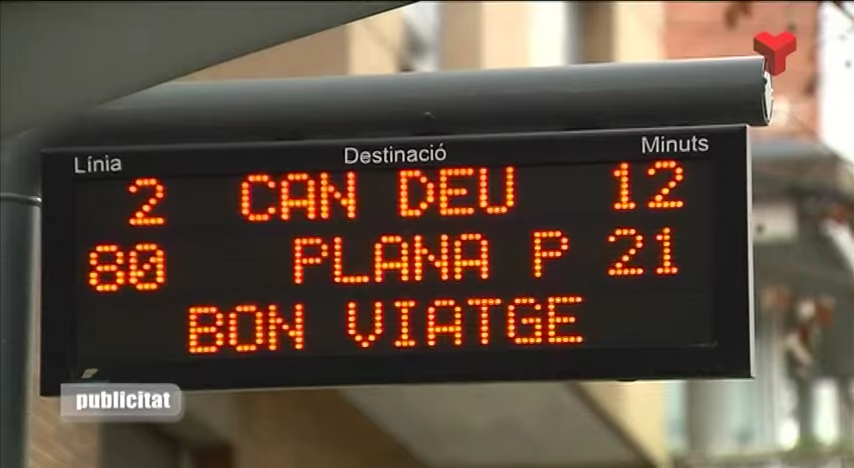 Línia Destinació Minuts
2 CAN DEU 12
80 PLANA P 21
BON VIATGE
publicitat